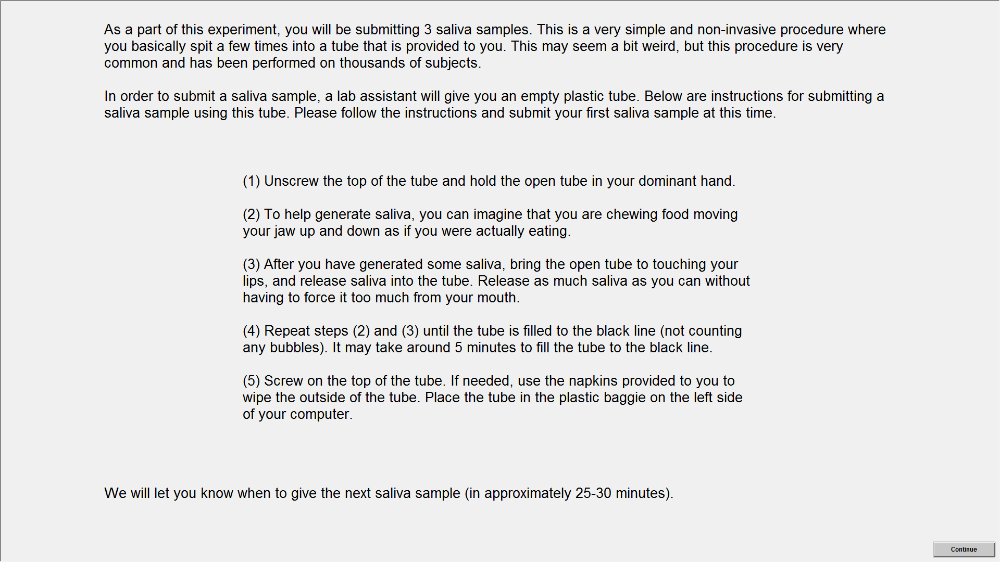 As a part of this experiment, you will be submitting 3 saliva samples. This is a very simple and non-invasive procedure where
you basically spit a few times into a tube that is provided to you. This may seem a bit weird, but this procedure is very
common and has been performed on thousands of subjects.
In order to submit a saliva sample, a lab assistant will give you an empty plastic tube. Below are instructions for submitting a
saliva sample using this tube. Please follow the instructions and submit your first saliva sample at this time.
(1) Unscrew the top of the tube and hold the open tube in your dominant hand.
(2) To help generate saliva, you can imagine that you are chewing food moving
your jaw up and down as if you were actually eating.
(3) After you have generated some saliva, bring the open tube to touching your
lips, and release saliva into the tube. Release as much saliva as you can without
having to force it too much from your mouth.
(4) Repeat steps (2) and (3) until the tube is filled to the black line (not counting
any bubbles). It may take around 5 minutes to fill the tube to the black line.
(5) Screw on the top of the tube. If needed, use the napkins provided to you to
wipe the outside of the tube. Place the tube in the plastic baggie on the left side
of your computer.
We will let you know when to give the next saliva sample (in approximately 25-30 minutes).
Continue